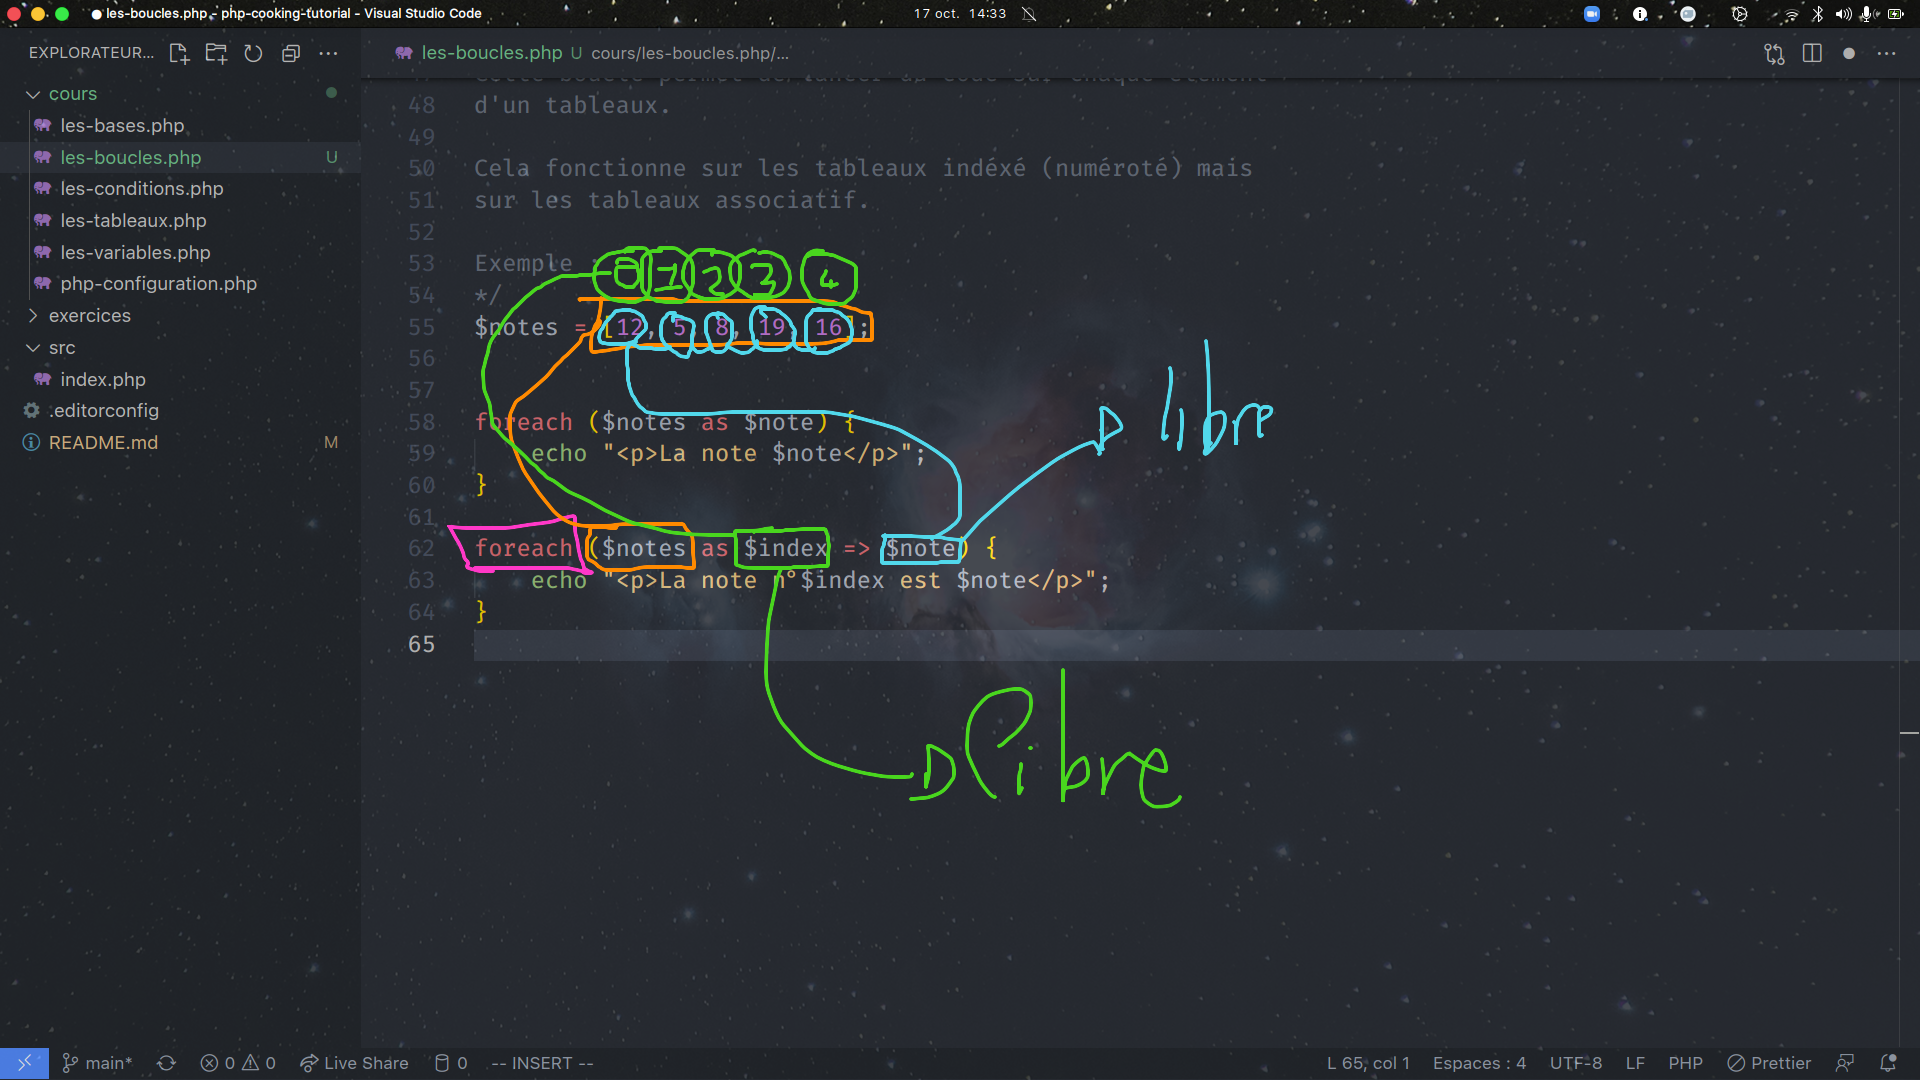 les-boucles.php - php-cooking-tutorial - Visual Studio Code
17 oct. 14:33
EXPLORATEUR...
les-boucles.php U cours/les-boucles.php/...
cours
les-bases.php
les-boucles.php U
les-conditions.php
les-tableaux.php
les-variables.php
php-configuration.php
exercices
src
index.php
.editorconfig
README.md M
48 d'un tableaux.
49
50 Cela fonctionne sur les tableaux indéxé (numéroté) mais
51 sur les tableaux associatif.
52
53 Exemple
0 1 2 3 4
54 */
55 $notes = [12, 5, 8, 19, 16];
56
57
58 foreach ($notes as $note) {
libre
59 echo "<p>La note $note</p>";
60 }
61
62 foreach ($notes as $index => $note) {
63 echo "<p>La note n°$index est $note</p>";
64 }
65
libre
main* 0 0 Live Share 0 -- INSERT -- L 65, col 1 Espaces : 4 UTF-8 LF PHP Prettier